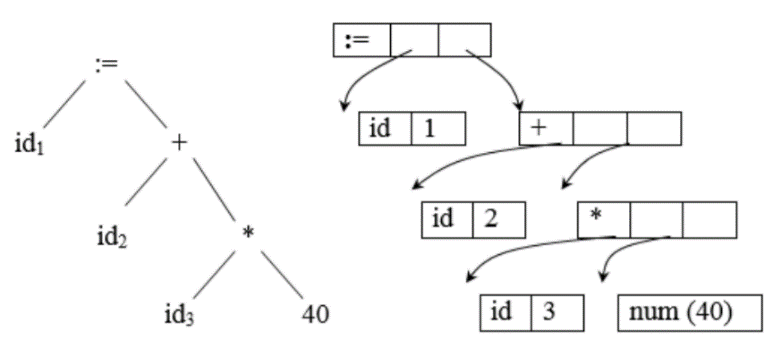 :=
id₁
+
id₂
*
id₃ 40
:=
id 1 +
id 2 *
id 3 num (40)